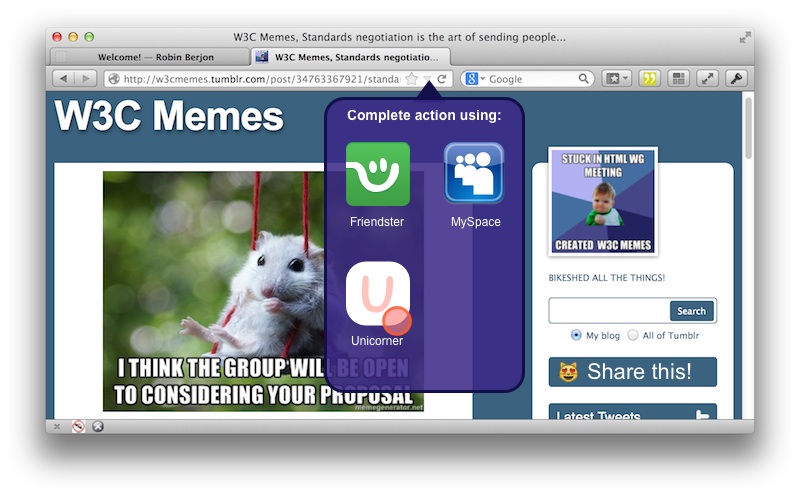 W3C Memes, Standards negotiation is the art of sending people...
Welcome! — Robin Berjon
W3C Memes, Standards negotiatio...
http://w3cmemes.tumblr.com/post/34763367921/standa
Google
W3C Memes
Complete action using:
Friendster
MySpace
U
Unicorner
I THINK THE GROUP WILL BE OPEN
TO CONSIDERING YOUR PROPOSAL
memegenerator.net
STUCK IN HTML WG
MEETING
CREATED W3C MEMES
BIKESHED ALL THE THINGS!
Search
My blog
All of Tumblr
Share this!
Latest Tweets